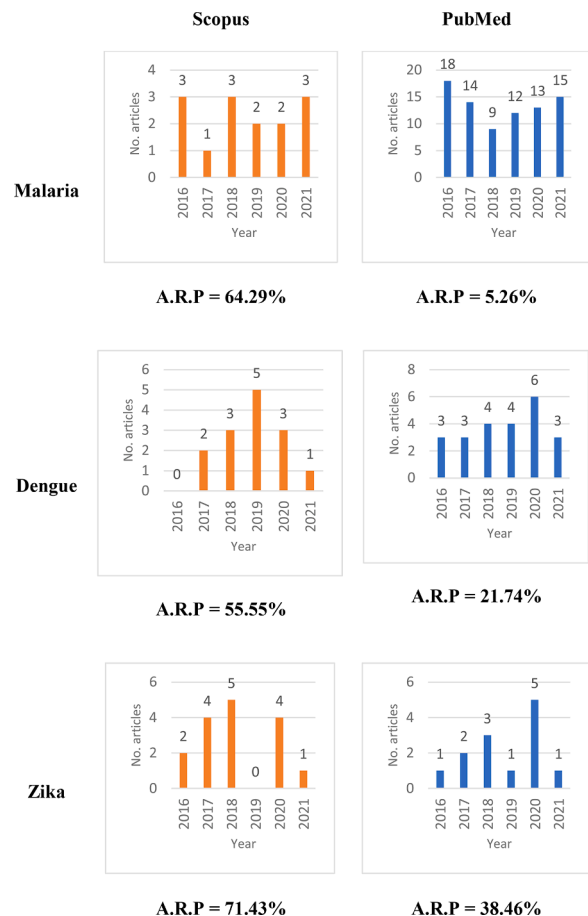 Scopus PubMed
Malaria
No. articles
4
3
2
1
0
3 1 3 2 2 3
2016 2017 2018 2019 2020 2021
Year
A.R.P = 64.29%
No. articles
20
15
10
5
0
18 14 9 12 13 15
2016 2017 2018 2019 2020 2021
Year
A.R.P = 5.26%
Dengue
No. articles
6
5
4
3
2
1
0
0 2 3 5 3 1
2016 2017 2018 2019 2020 2021
Year
A.R.P = 55.55%
No. articles
8
6
4
2
0
3 3 4 4 6 3
2016 2017 2018 2019 2020 2021
Year
A.R.P = 21.74%
Zika
No. articles
6
4
2
0
2 4 5 0 4 1
2016 2017 2018 2019 2020 2021
Year
A.R.P = 71.43%
No. articles
6
4
2
0
1 2 3 1 5 1
2016 2017 2018 2019 2020 2021
Year
A.R.P = 38.46%